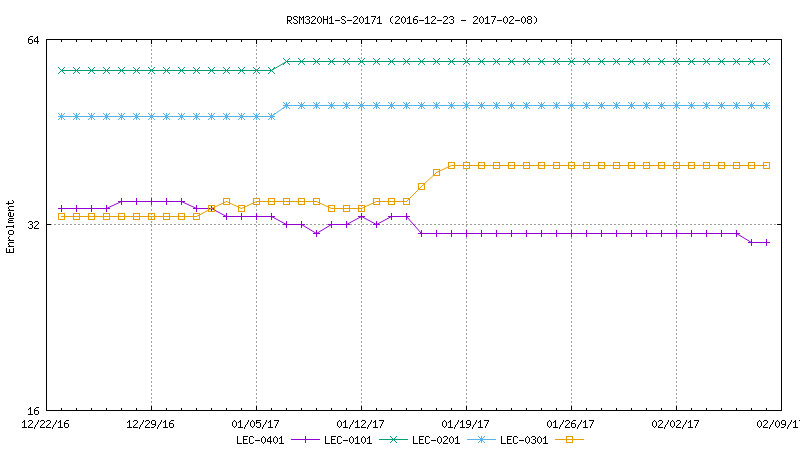 RSM320H1-S-20171 (2016-12-23 - 2017-02-08)
64
32
16
Enrolment
12/22/16 12/29/16 01/05/17 01/12/17 01/19/17 01/26/17 02/02/17 02/09/1
LEC-0401 LEC-0101 LEC-0201 LEC-0301